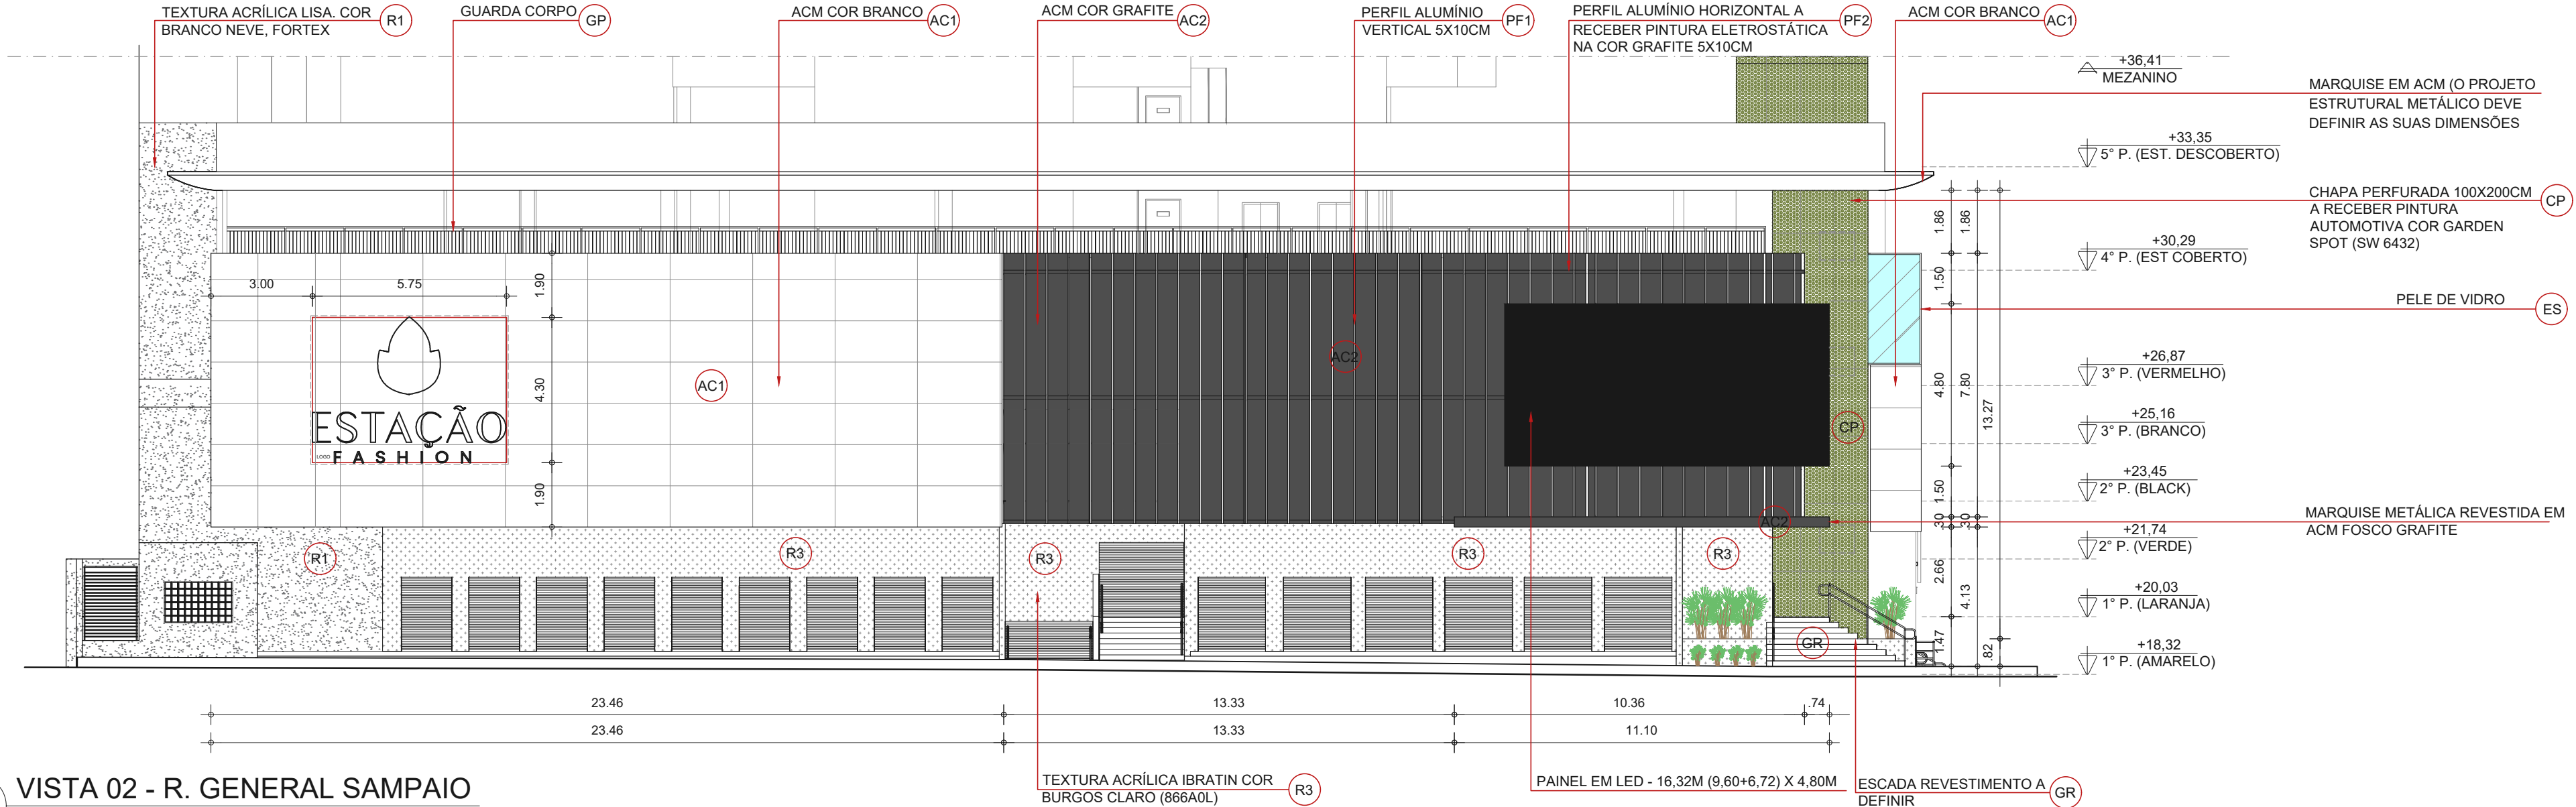 TEXTURA ACRÍLICA LISA. COR
BRANCO NEVE, FORTEX
R1
GUARDA CORPO
GP
ACM COR BRANCO
AC1
ACM COR GRAFITE
AC2
PERFIL ALUMÍNIO
VERTICAL 5X10CM
PF1
PERFIL ALUMÍNIO HORIZONTAL A
RECEBER PINTURA ELETROSTÁTICA
NA COR GRAFITE 5X10CM
PF2
ACM COR BRANCO
AC1
+36,41
MEZANINO
MARQUISE EM ACM (O PROJETO
ESTRUTURAL METÁLICO DEVE
DEFINIR AS SUAS DIMENSÕES
+33,35
5° P. (EST. DESCOBERTO)
CHAPA PERFURADA 100X200CM
A RECEBER PINTURA
AUTOMOTIVA COR GARDEN
SPOT (SW 6432)
CP
+30,29
4° P. (EST COBERTO)
PELE DE VIDRO
ES
+26,87
3° P. (VERMELHO)
+25,16
3° P. (BRANCO)
+23,45
2° P. (BLACK)
MARQUISE METÁLICA REVESTIDA EM
ACM FOSCO GRAFITE
+21,74
2° P. (VERDE)
+20,03
1° P. (LARANJA)
+18,32
1° P. (AMARELO)
1.86
1.86
1.50
4.80
7.80
13.27
1.50
.30
.30
2.66
4.13
1.47
.82
3.00
5.75
1.90
4.30
1.90
ESTAÇÃO
LOGO
FASHION
AC1
AC2
CP
AC2
R1
R3
R3
R3
R3
GR
23.46
13.33
10.36
.74
23.46
13.33
11.10
TEXTURA ACRÍLICA IBRATIN COR
BURGOS CLARO (866A0L)
R3
PAINEL EM LED - 16,32M (9,60+6,72) X 4,80M
ESCADA REVESTIMENTO A
DEFINIR
GR
VISTA 02 - R. GENERAL SAMPAIO